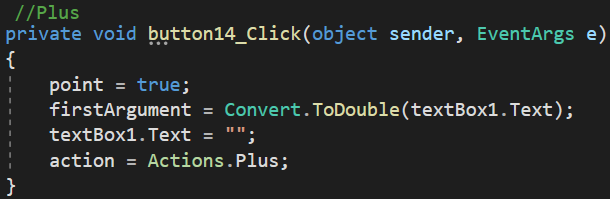 //Plus
private void button14_Click(object sender, EventArgs e)
{
point = true;
firstArgument = Convert.ToDouble(textBox1.Text);
textBox1.Text = "";
action = Actions.Plus;
}